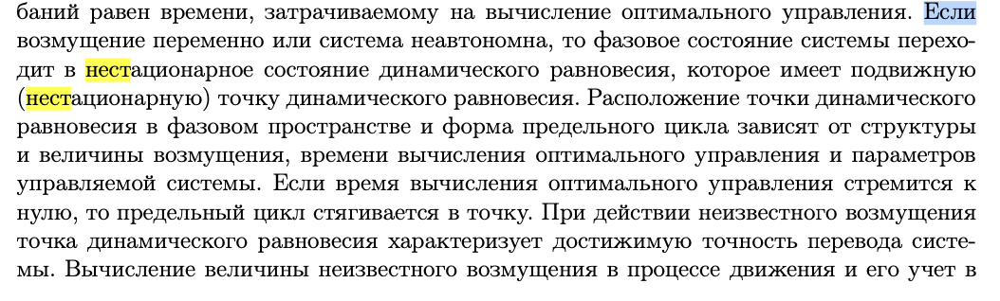 баний равен времени, затрачиваемому на вычисление оптимального управления. Если
возмущение переменно или система неавтономна, то фазовое состояние системы перехо-
дит в нестационарное состояние динамического равновесия, которое имеет подвижную
(нестационарную) точку динамического равновесия. Расположение точки динамического
равновесия в фазовом пространстве и форма предельного цикла зависят от структуры
и величины возмущения, времени вычисления оптимального управления и параметров
управляемой системы. Если время вычисления оптимального управления стремится к
нулю, то предельный цикл стягивается в точку. При действии неизвестного возмущения
точка динамического равновесия характеризует достижимую точность перевода систе-
мы. Вычисление величины неизвестного возмущения в процессе движения и его учет в